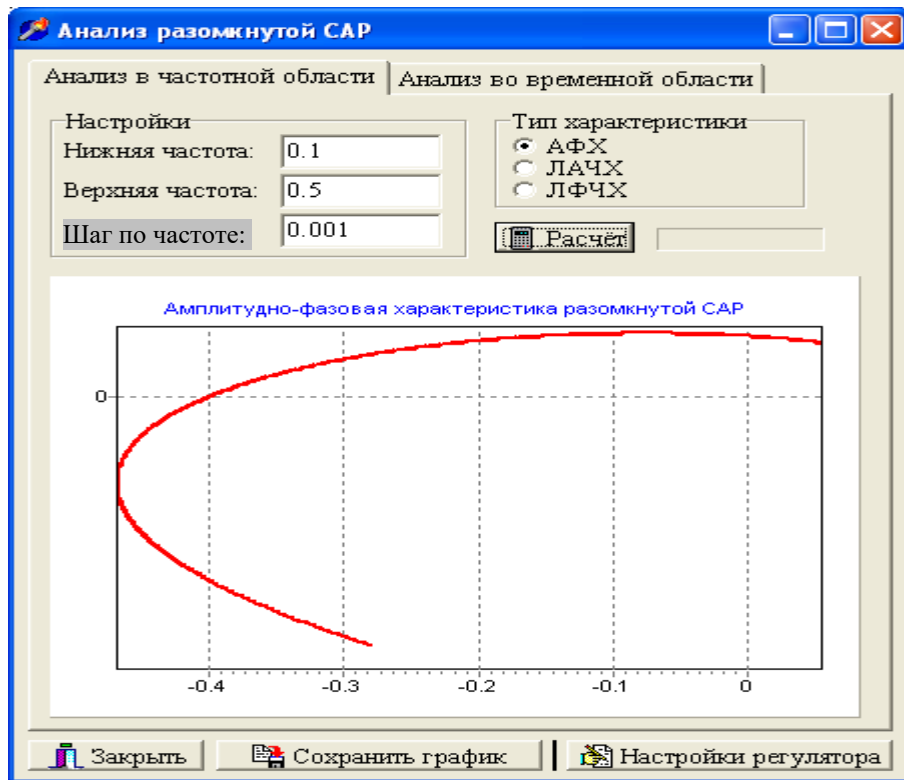 Анализ разомкнутой САР
Анализ в частотной области
Анализ во временной области
Настройки
Нижняя частота:
0.1
Верхняя частота:
0.5
Шаг по частоте:
0.001
Тип характеристики
АФХ
ЛАЧХ
ЛФЧХ
Расчёт
Амплитудно-фазовая характеристика разомкнутой САР
0
-0.4
-0.3
-0.2
-0.1
0
Закрыть
Сохранить график
Настройки регулятора